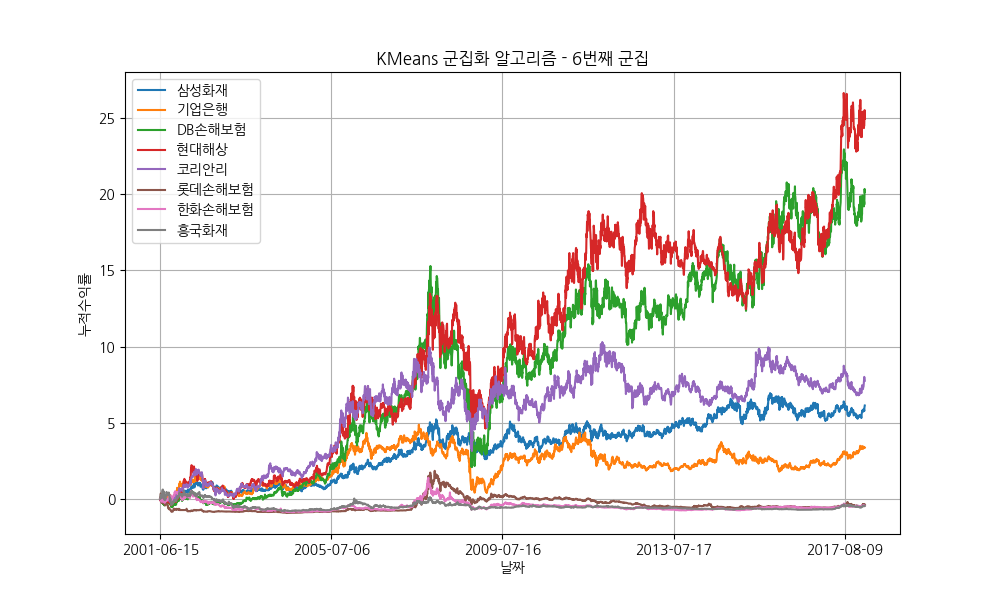 KMeans 군집화 알고리즘 - 6번째 군집
삼성화재
기업은행
DB손해보험
현대해상
코리안리
롯데손해보험
한화손해보험
흥국화재
25
20
15
10
5
0
누적수익률
2001-06-15 2005-07-06 2009-07-16 2013-07-17 2017-08-09
날짜